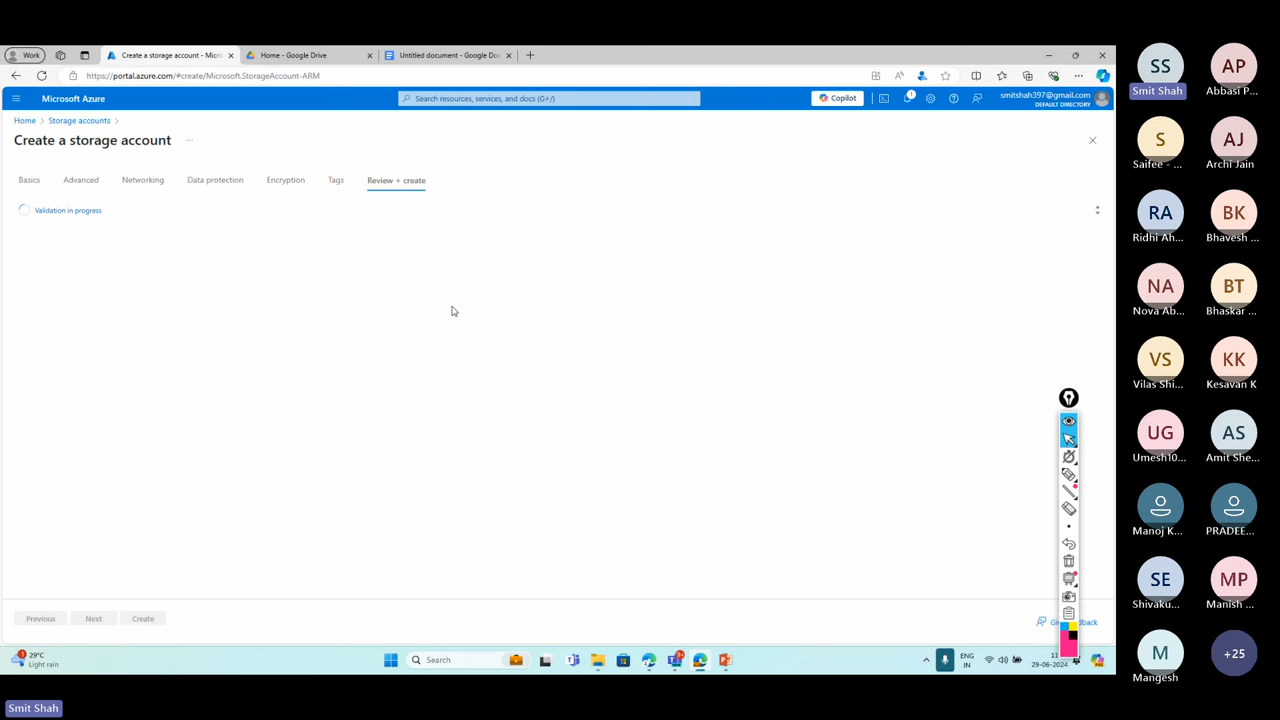 Work
Create a storage account - Micr
Home - Google Drive
Untitled document - Google Do
https://portal.azure.com/#create/Microsoft.StorageAccount-ARM
Microsoft Azure
Search resources, services, and docs (G+/)
Copilot
1
smitshah397@gmail.com
DEFAULT DIRECTORY
Home > Storage accounts >
Create a storage account ...
Basics
Advanced
Networking
Data protection
Encryption
Tags
Review + create
Validation in progress
Previous
Next
Create
29°C
Light rain
Search
ENG
IN
29-06-2024
SS
Smit Shah
AP
Abbasi P...
S
Saifee - ...
AJ
Archi Jain
RA
Ridhi Ah...
BK
Bhavesh ...
NA
Nova Ab...
BT
Bhaskar ...
VS
Vilas Shi...
KK
Kesavan K
UG
Umesh10...
AS
Amit She...
Manoj K...
PRADEE...
SE
Shivaku...
MP
Manish ...
M
Mangesh
+25
Smit Shah